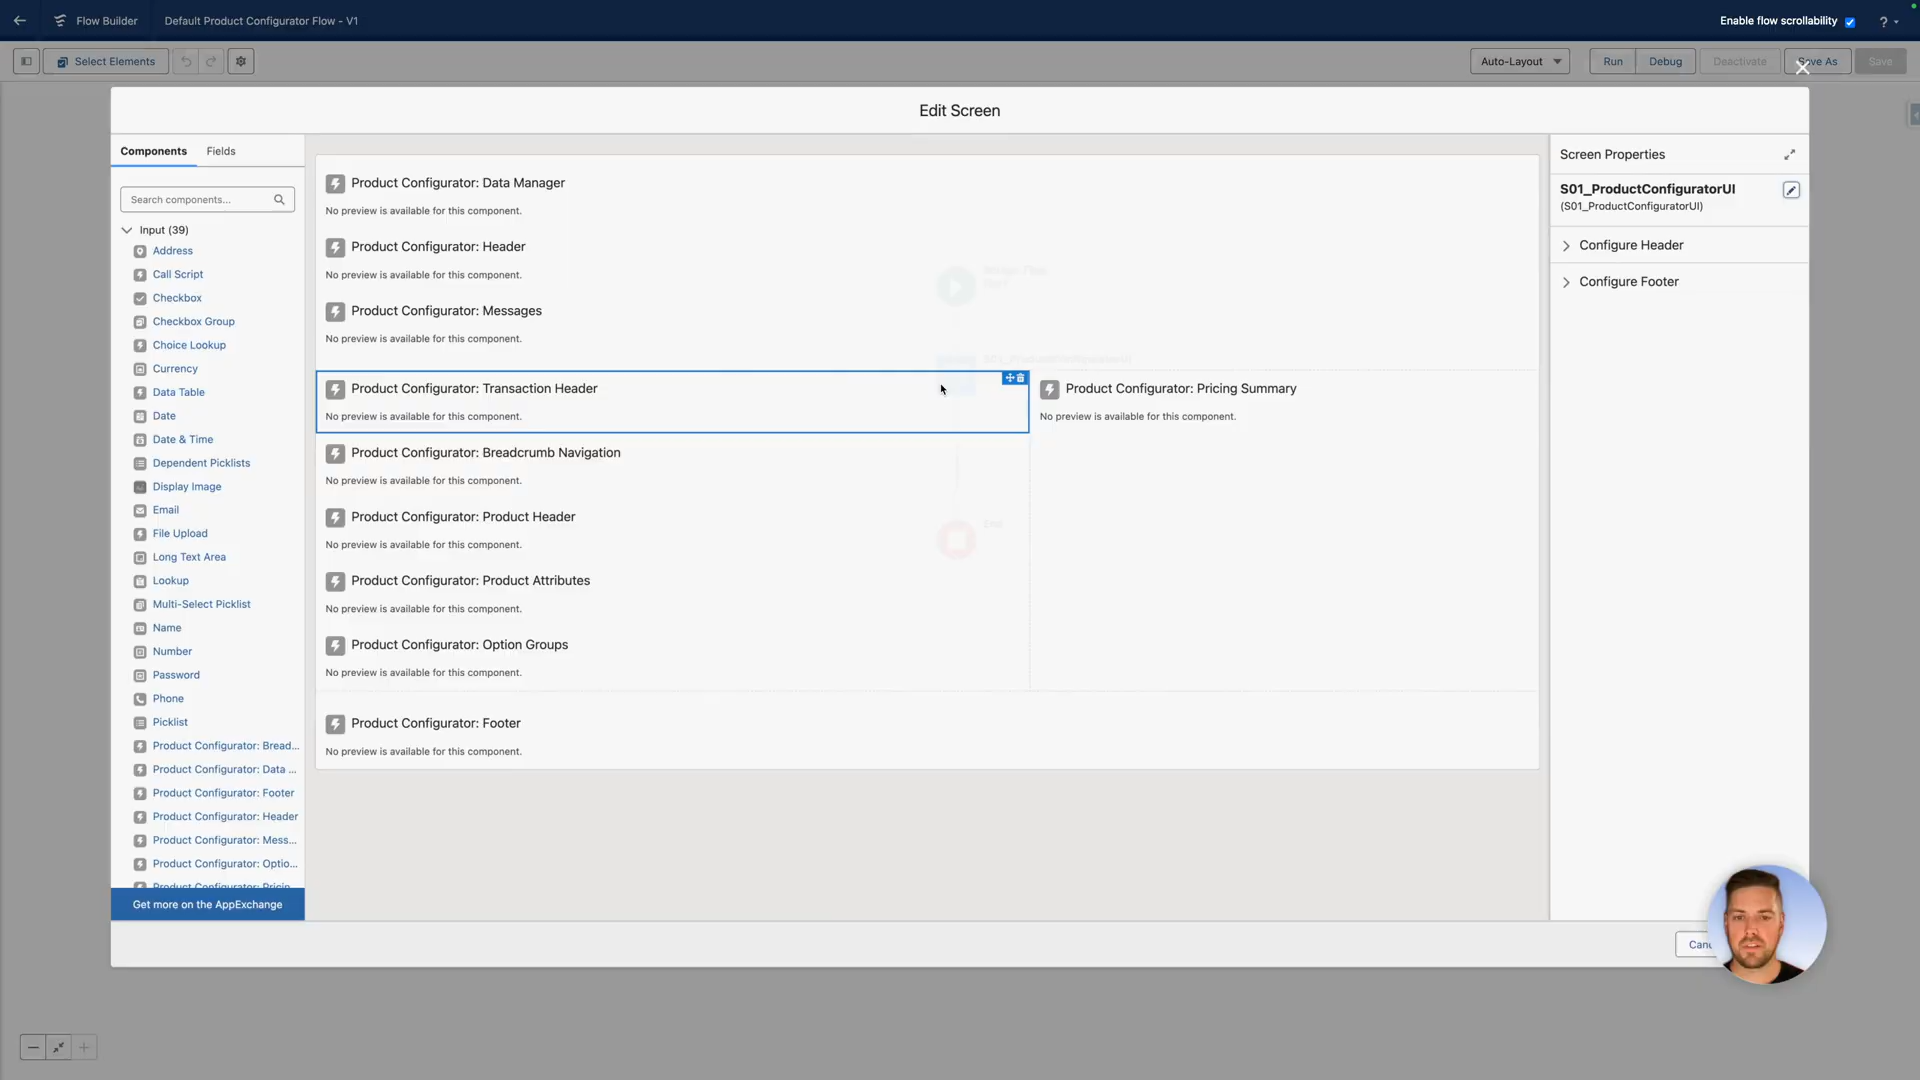 Flow Builder
Default Product Configurator Flow - V1
Enable flow scrollability
?
Select Elements
Auto-Layout
Run
Debug
Deactivate
Save As
Save
Edit Screen
Components
Fields
Search components...
Input (39)
Address
Call Script
Checkbox
Checkbox Group
Choice Lookup
Currency
Data Table
Date
Date & Time
Dependent Picklists
Display Image
Email
File Upload
Long Text Area
Lookup
Multi-Select Picklist
Name
Number
Password
Phone
Picklist
Product Configurator: Bread...
Product Configurator: Data ...
Product Configurator: Footer
Product Configurator: Header
Product Configurator: Mess...
Product Configurator: Optio...
Product Configurator: Pricin
Get more on the AppExchange
Product Configurator: Data Manager
No preview is available for this component.
Product Configurator: Header
No preview is available for this component.
Product Configurator: Messages
No preview is available for this component.
Product Configurator: Transaction Header
No preview is available for this component.
Product Configurator: Pricing Summary
No preview is available for this component.
Product Configurator: Breadcrumb Navigation
No preview is available for this component.
Product Configurator: Product Header
No preview is available for this component.
Product Configurator: Product Attributes
No preview is available for this component.
Product Configurator: Option Groups
No preview is available for this component.
Product Configurator: Footer
No preview is available for this component.
End
Screen Properties
S01_ProductConfiguratorUI
(S01_ProductConfiguratorUI)
Configure Header
Configure Footer
Canc